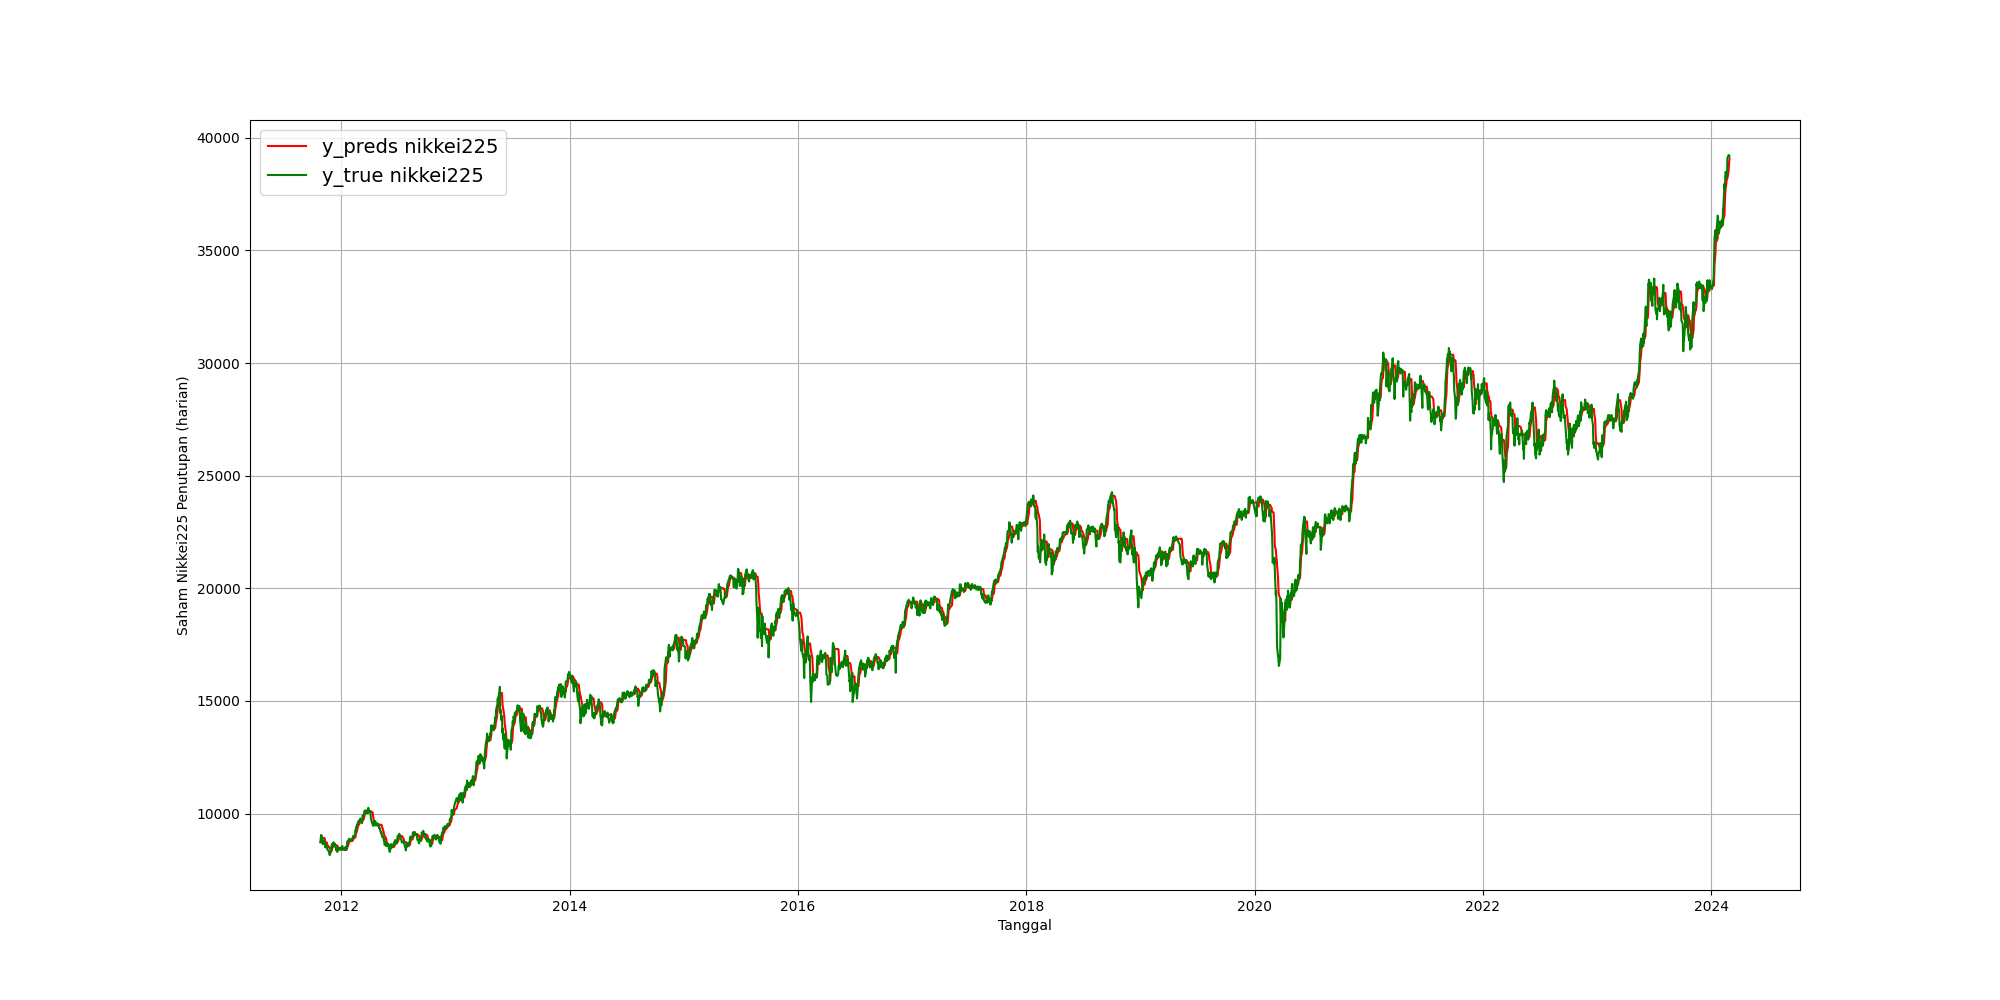 y_preds nikkei225
y_true nikkei225
40000
35000
30000
25000
20000
15000
10000
Saham Nikkei225 Penutupan (harian)
2012 2014 2016 2018 2020 2022 2024
Tanggal